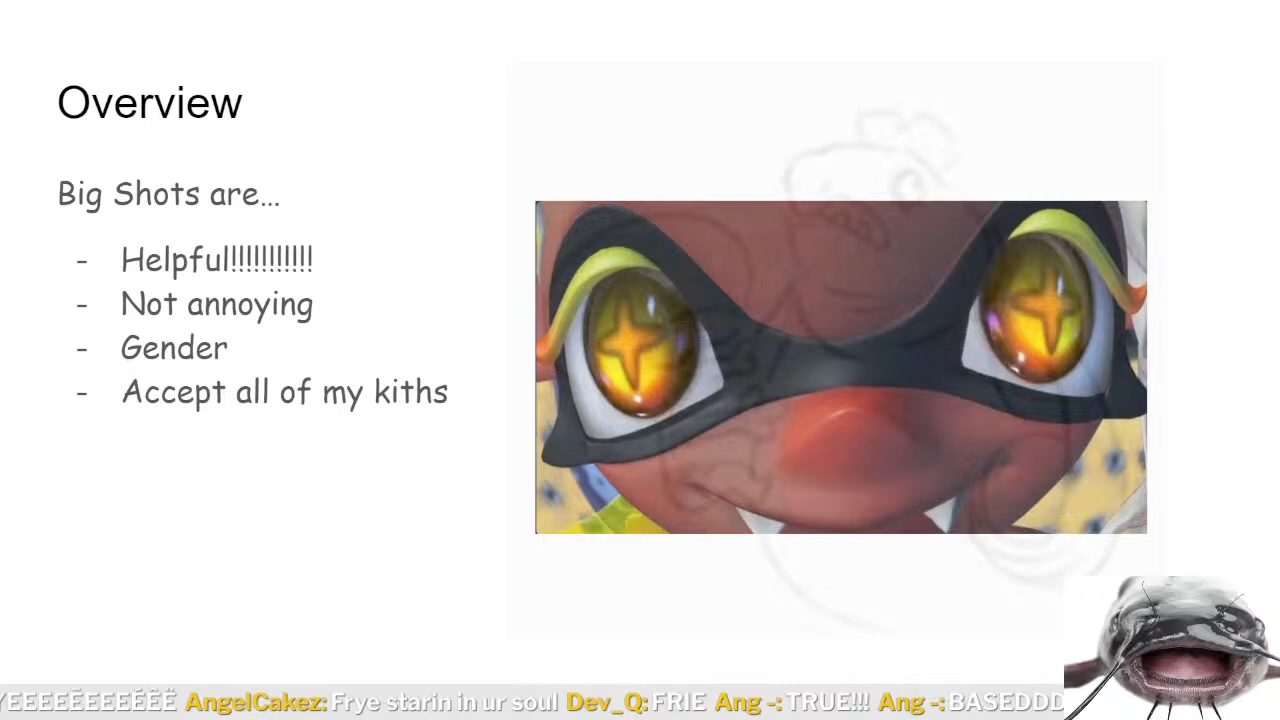 Overview
Big Shots are…
- Helpful!!!!!!!!!!!
- Not annoying
- Gender
- Accept all of my kiths
AngelCakez: Frye starin in ur soul Dev_Q: FRIE Ang -: TRUE!!! Ang -: BASEDDD